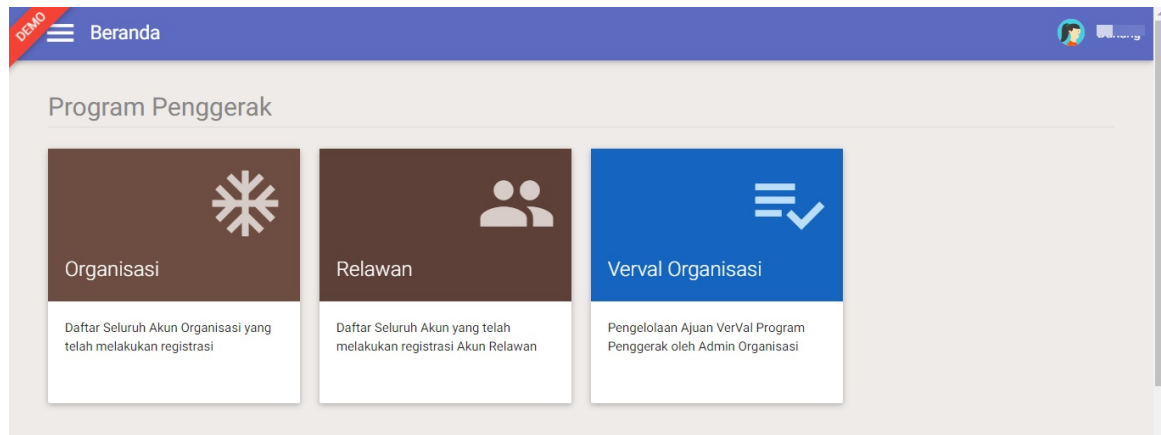 DEMO
Beranda
Program Penggerak
Organisasi
Daftar Seluruh Akun Organisasi yang
telah melakukan registrasi
Relawan
Daftar Seluruh Akun yang telah
melakukan registrasi Akun Relawan
Verval Organisasi
Pengelolaan Ajuan VerVal Program
Penggerak oleh Admin Organisasi